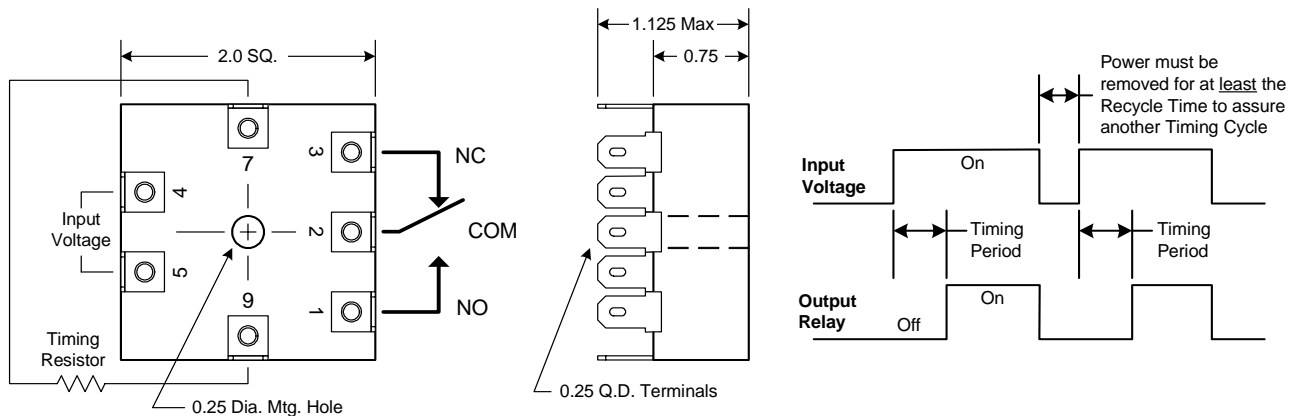 2.0 SQ.
7
3
4
Input
Voltage
2
5
9
1
Timing
Resistor
0.25 Dia. Mtg. Hole
NC
COM
NO
1.125 Max
0.75
0.25 Q.D. Terminals
Power must be
removed for at least the
Recycle Time to assure
another Timing Cycle
Input
Voltage
On
Timing
Period
Timing
Period
Output
Relay
Off
On